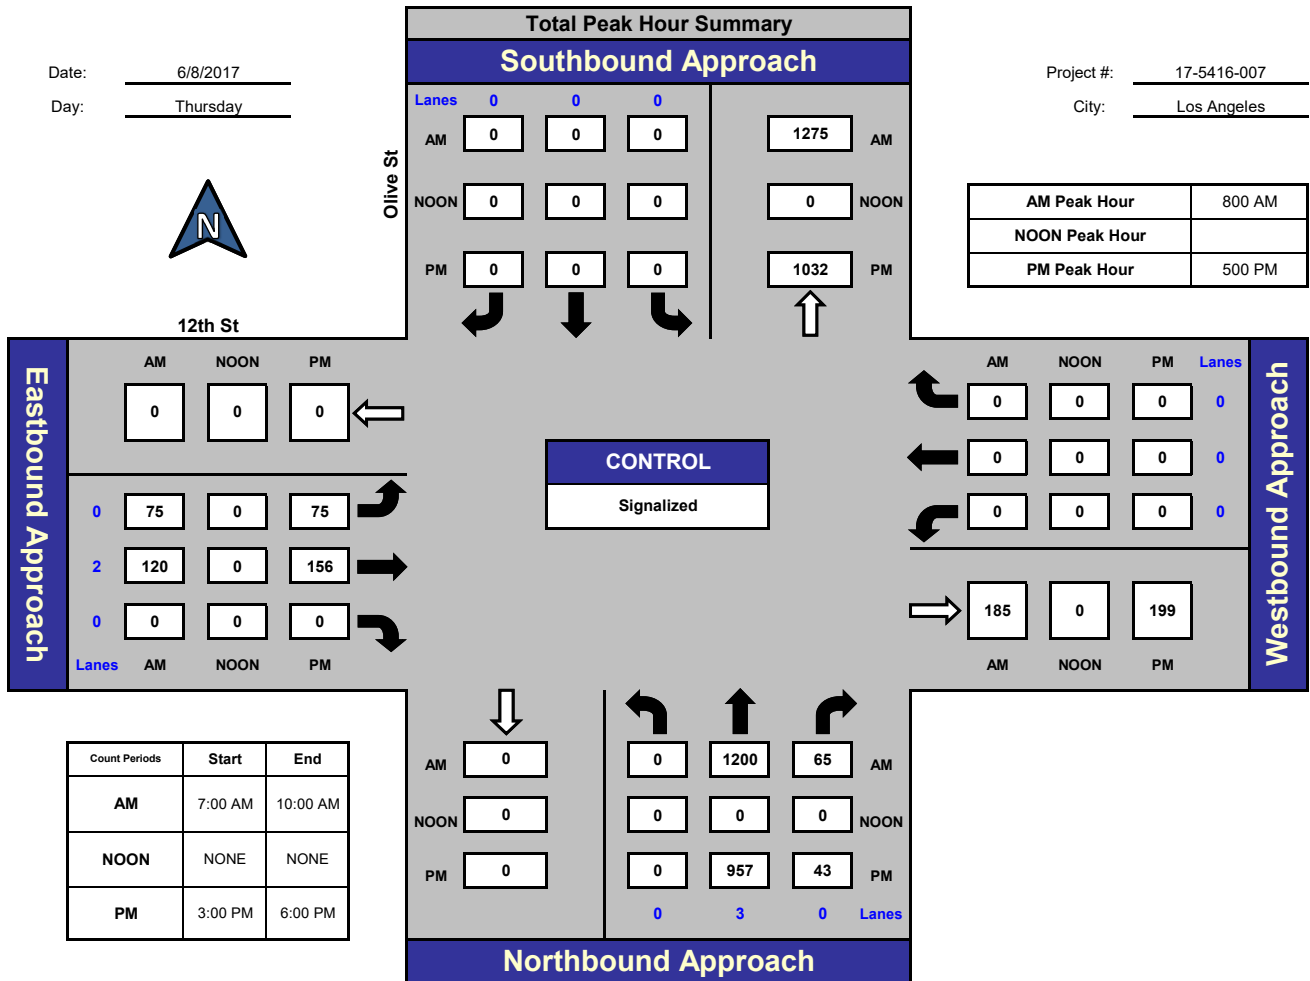 Total Peak Hour Summary
Southbound Approach
Date: 6/8/2017
Day: Thursday
Project #: 17-5416-007
City: Los Angeles
N
Olive St
Lanes 0 0 0
AM 0 0 0 1275 AM
NOON 0 0 0 0 NOON
PM 0 0 0 1032 PM
AM Peak Hour 800 AM
NOON Peak Hour
PM Peak Hour 500 PM
12th St
Eastbound Approach
AM NOON PM
0 0 0
0 75 0 75
2 120 0 156
0 0 0 0
Lanes AM NOON PM
CONTROL
Signalized
AM NOON PM Lanes
0 0 0 0
0 0 0 0
0 0 0 0
185 0 199
AM NOON PM
Westbound Approach
Count Periods Start End
AM 7:00 AM 10:00 AM
NOON NONE NONE
PM 3:00 PM 6:00 PM
AM 0 0 1200 65 AM
NOON 0 0 0 0 NOON
PM 0 0 957 43 PM
0 3 0 Lanes
Northbound Approach